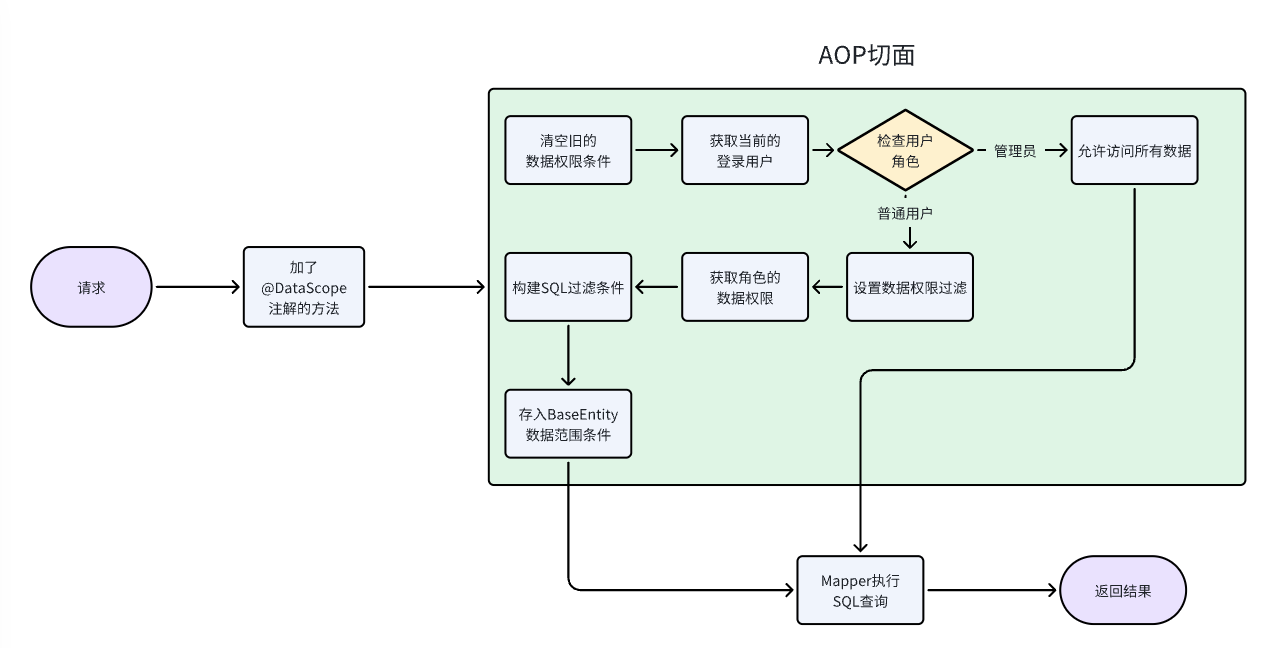 AOP切面
清空旧的
数据权限条件
获取当前的
登录用户
检查用户
角色
管理员
允许访问所有数据
普通用户
请求
加了
@DataScope
注解的方法
构建SQL过滤条件
获取角色的
数据权限
设置数据权限过滤
存入BaseEntity
数据范围条件
Mapper执行
SQL查询
返回结果